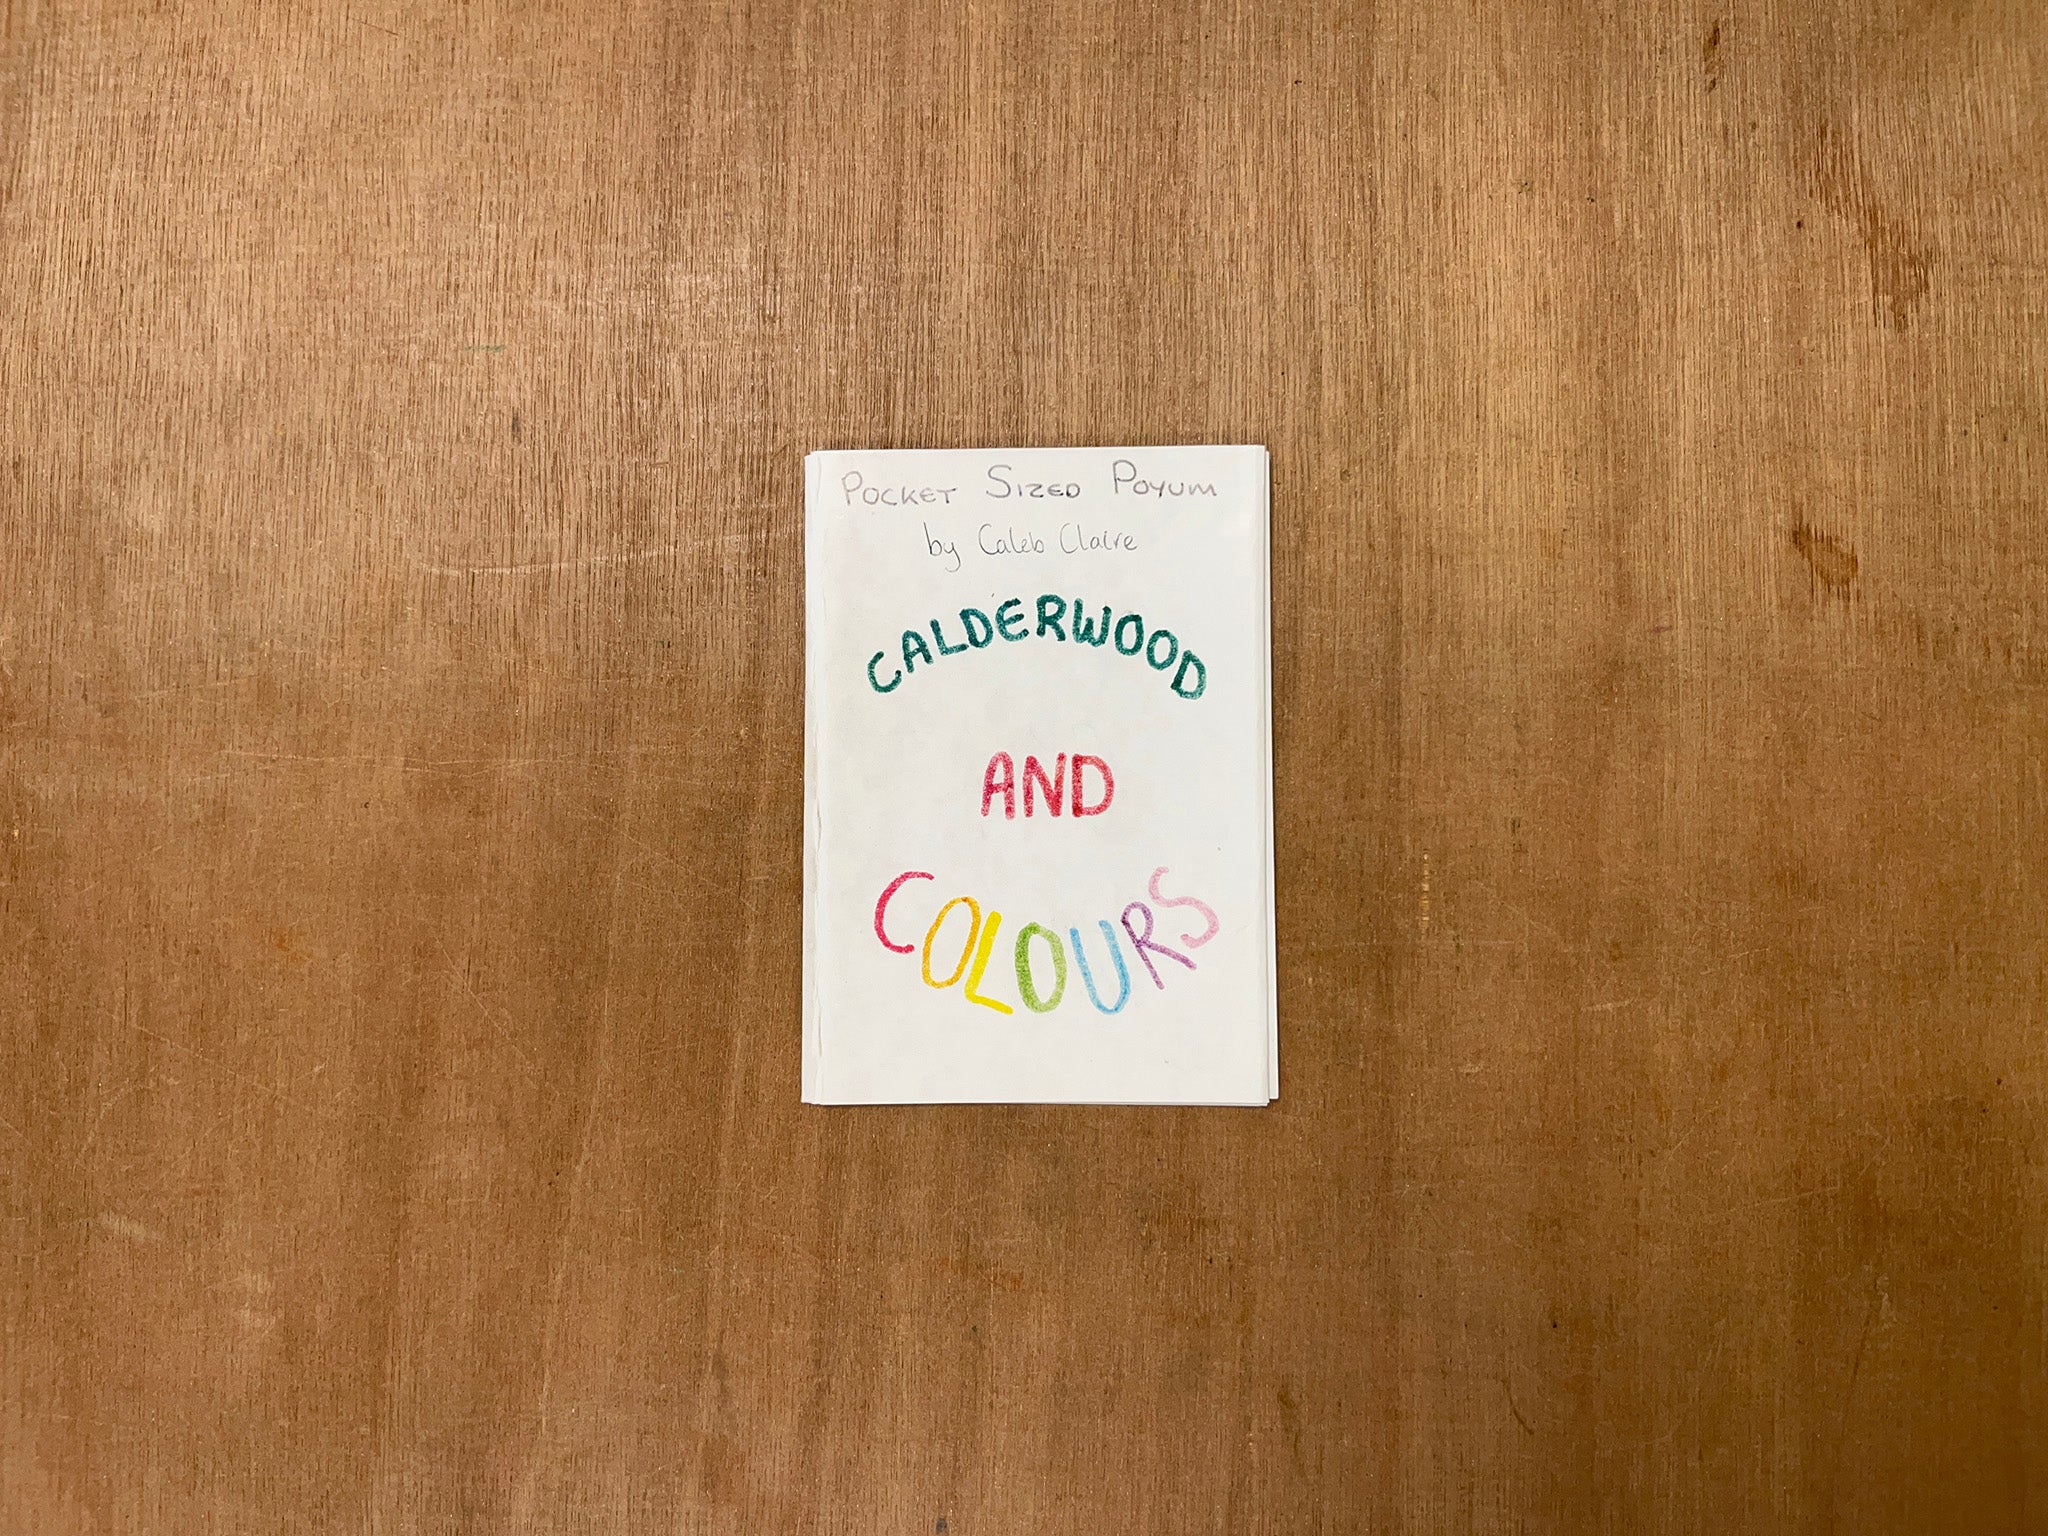 POCKET SIZED POYUM
by Caleb Claire
CALDERWOOD
AND
COLOURS